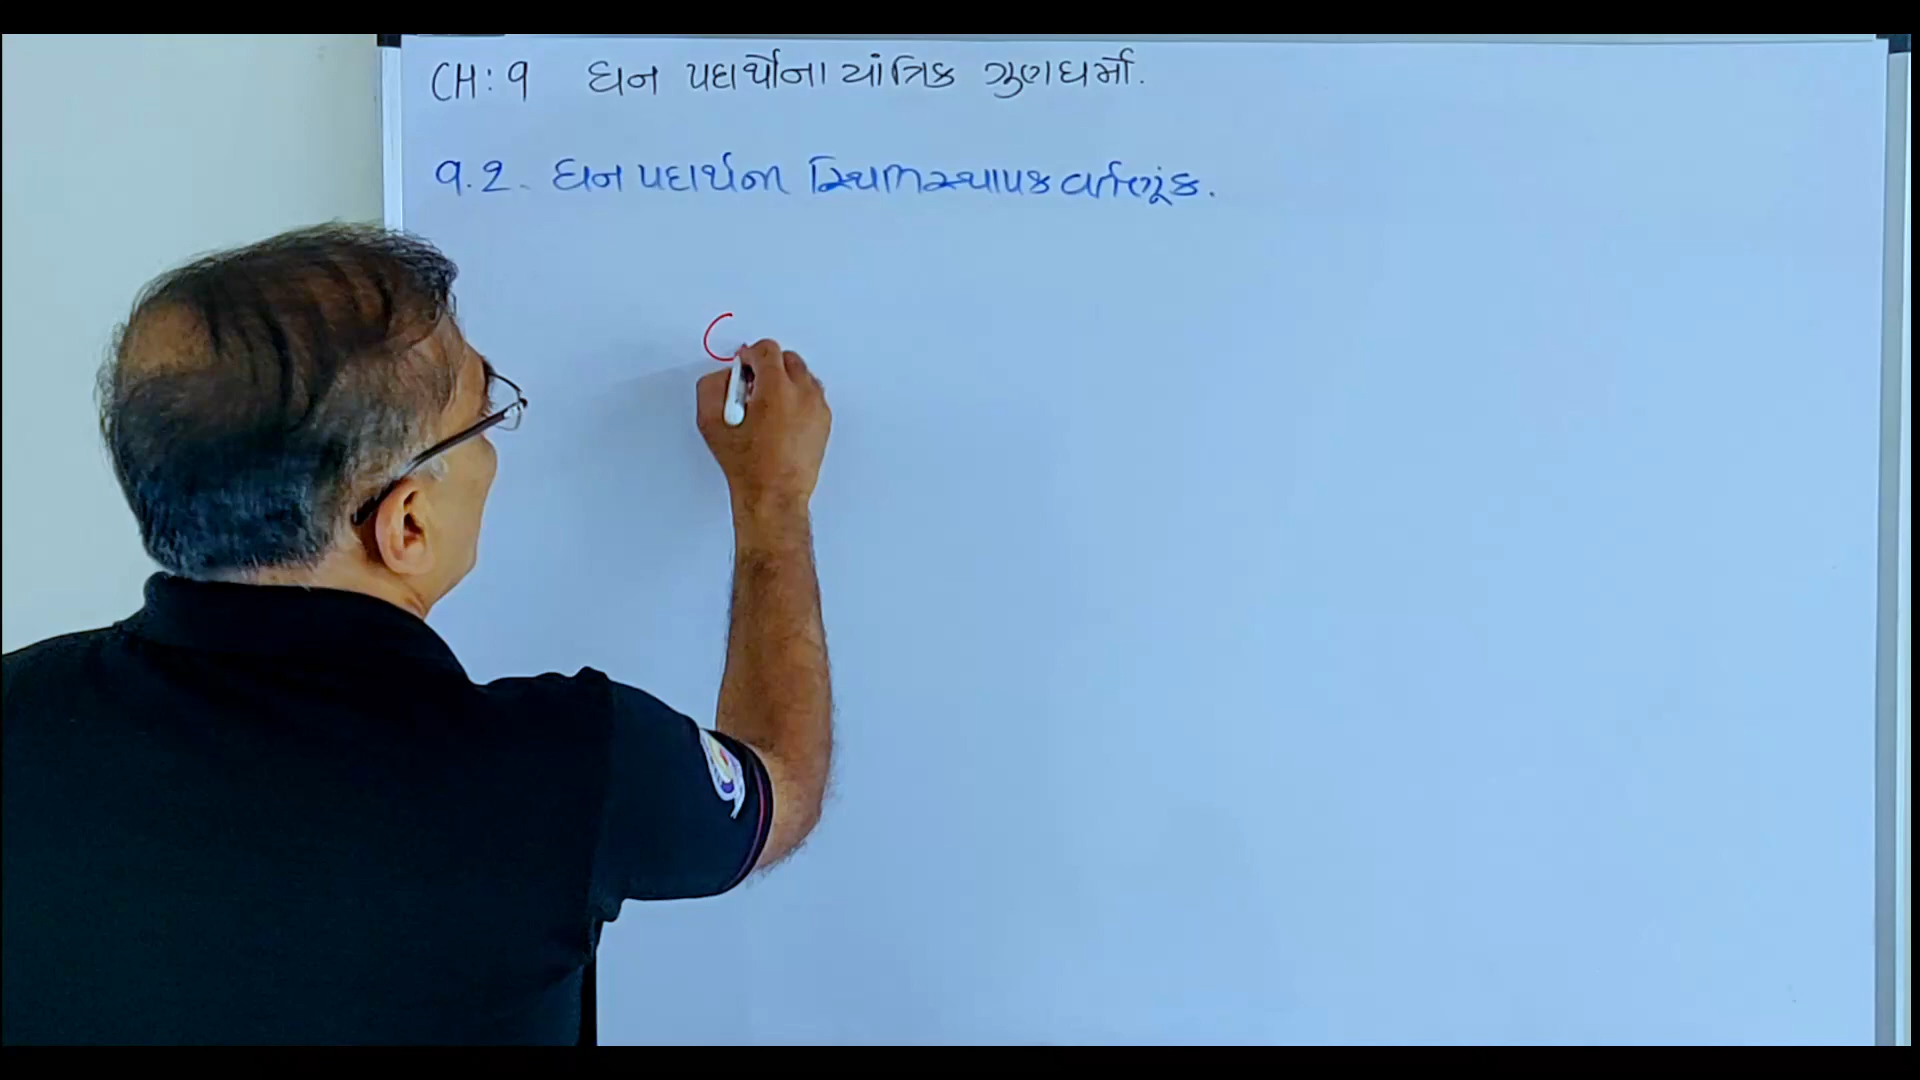 CH: 9 ઘન પદાર્થોના યાંત્રિક ગુણધર્મો.
9.2. ઘન પદાર્થના સ્થિતિસ્થાપક વર્તણૂંક.